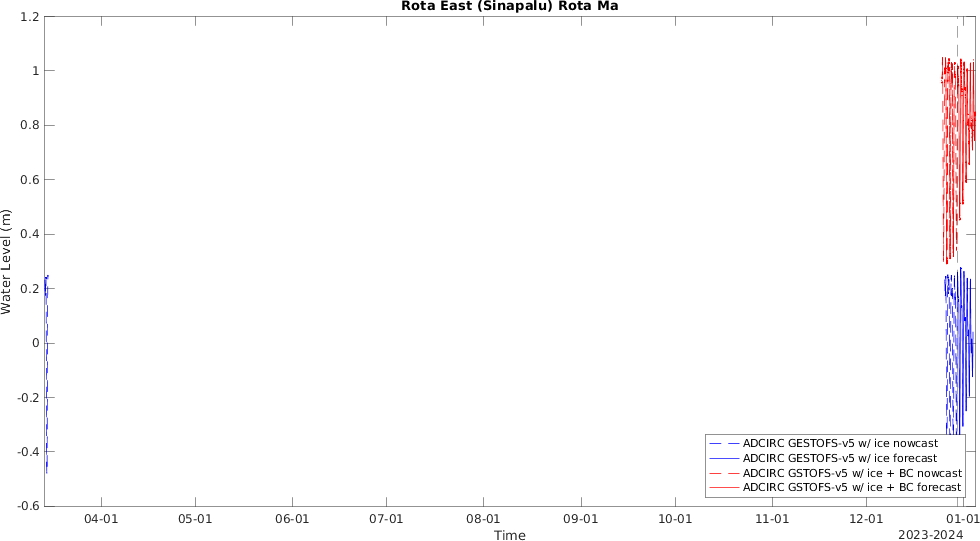 Rota East (Sinapalu) Rota Ma
1.2
1
0.8
0.6
0.4
0.2
0
-0.2
-0.4
-0.6
Water Level (m)
ADCIRC GESTOFS-v5 w/ ice nowcast
ADCIRC GESTOFS-v5 w/ ice forecast
ADCIRC GSTOFS-v5 w/ ice + BC nowcast
ADCIRC GSTOFS-v5 w/ ice + BC forecast
04-01 05-01 06-01 07-01 08-01 09-01 10-01 11-01 12-01 01-01
Time
2023-2024